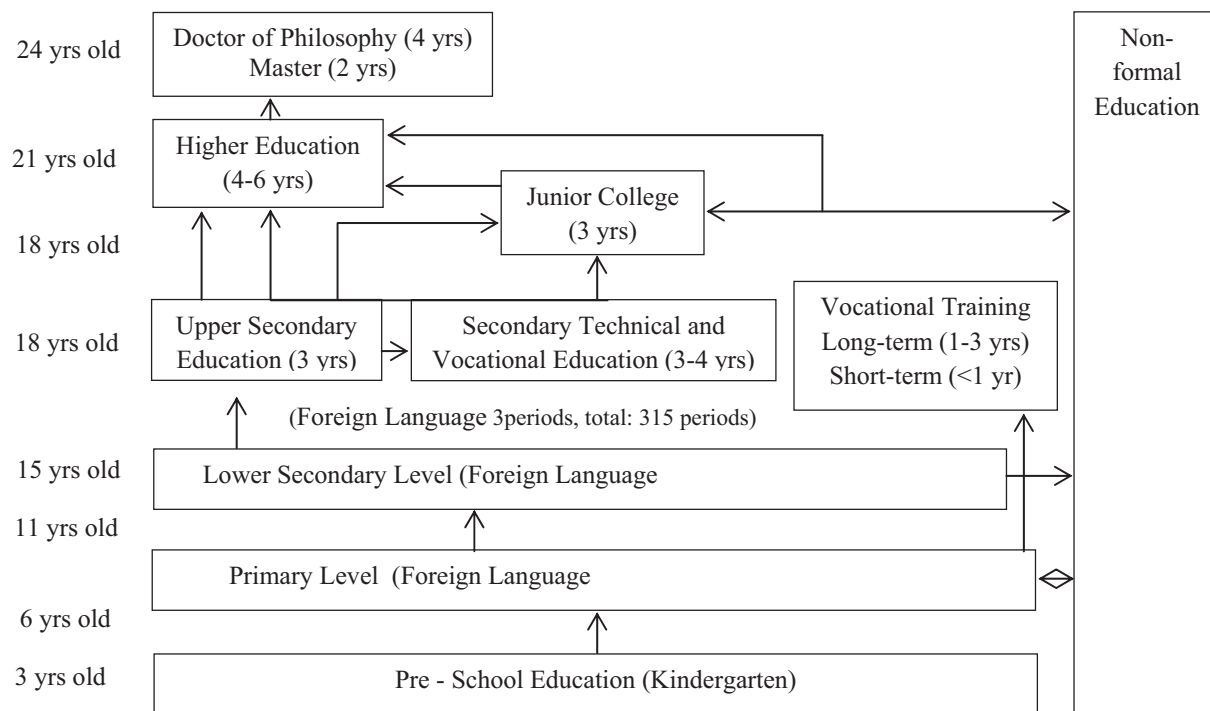 24 yrs old
Doctor of Philosophy (4 yrs)
Master (2 yrs)
Non-
formal
Education
21 yrs old
Higher Education
(4-6 yrs)
Junior College
(3 yrs)
18 yrs old
18 yrs old
Upper Secondary
Education (3 yrs)
Secondary Technical and
Vocational Education (3-4 yrs)
Vocational Training
Long-term (1-3 yrs)
Short-term (<1 yr)
(Foreign Language 3periods, total: 315 periods)
15 yrs old
Lower Secondary Level (Foreign Language
11 yrs old
Primary Level (Foreign Language
6 yrs old
3 yrs old
Pre - School Education (Kindergarten)